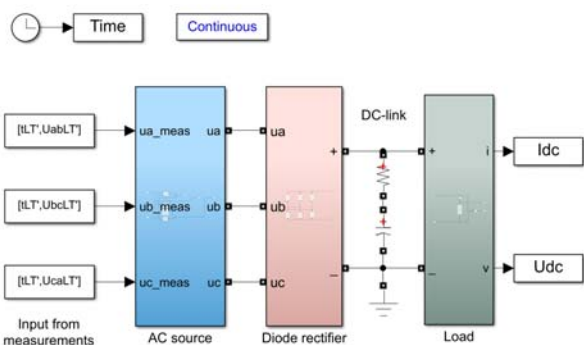 Time
Continuous
DC-link
[tLT',UabLT']
ua_meas
ua
ua
+
+
i
Idc
[tLT',UbcLT']
ub_meas
ub
ub
[tLT',UcaLT']
uc_meas
uc
uc
–
–
v
Udc
Input from
measurements
AC source
Diode rectifier
Load